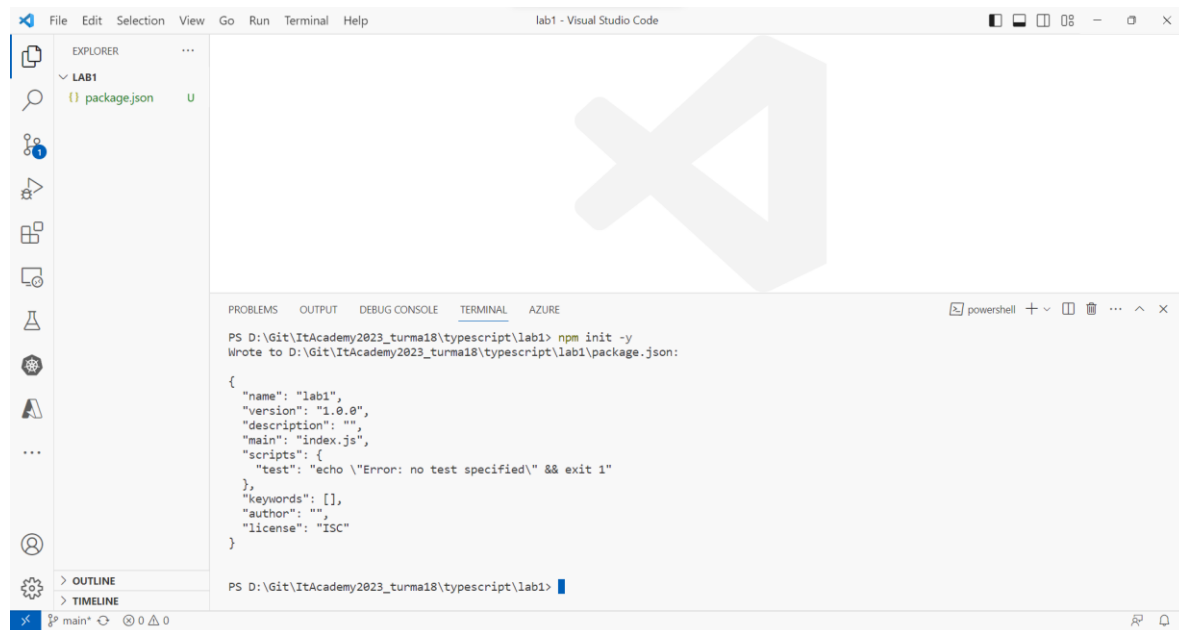 File Edit Selection View Go Run Terminal Help
lab1 - Visual Studio Code
EXPLORER
LAB1
{} package.json U
1
PROBLEMS OUTPUT DEBUG CONSOLE TERMINAL AZURE
powershell
PS D:\Git\ItAcademy2023_turma18\typescript\lab1> npm init -y
Wrote to D:\Git\ItAcademy2023_turma18\typescript\lab1\package.json:
{
"name": "lab1",
"version": "1.0.0",
"description": "",
"main": "index.js",
"scripts": {
"test": "echo \"Error: no test specified\" && exit 1"
},
"keywords": [],
"author": "",
"license": "ISC"
}
PS D:\Git\ItAcademy2023_turma18\typescript\lab1>
OUTLINE
TIMELINE
main* 0 0